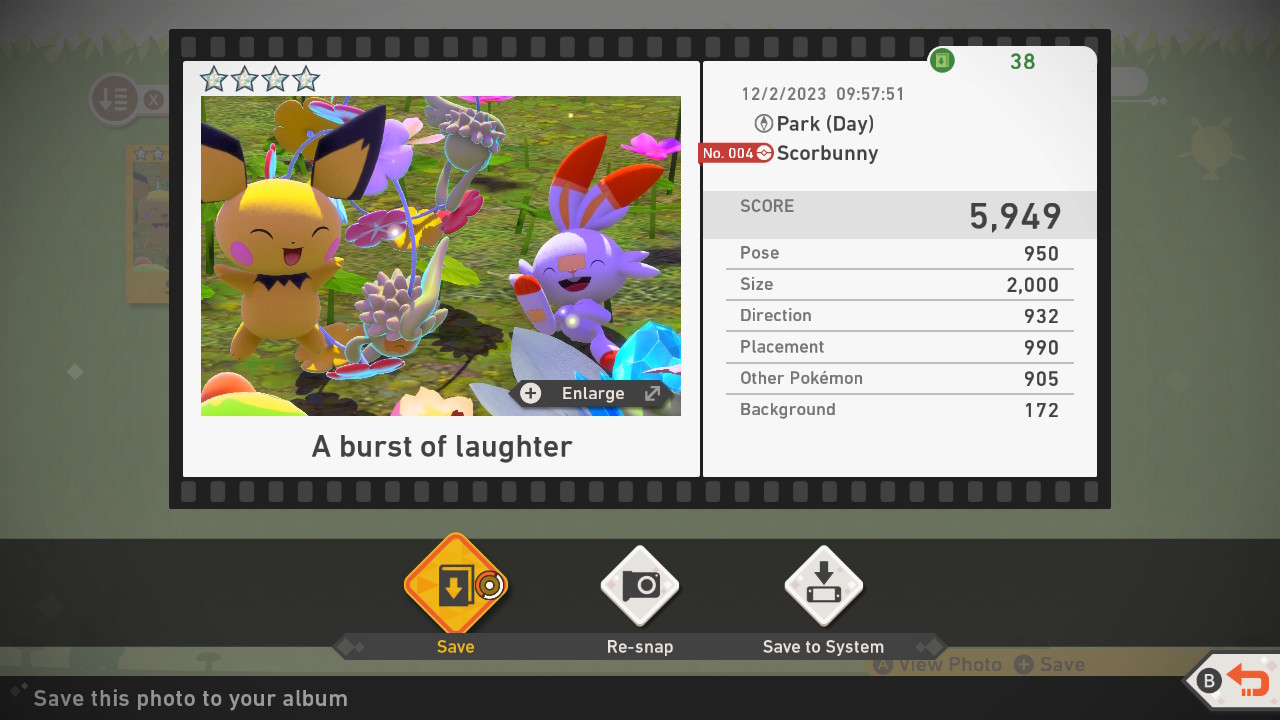 38
12/2/2023 09:57:51
Park (Day)
No. 004 Scorbunny
SCORE 5,949
Pose 950
Size 2,000
Direction 932
Placement 990
Other Pokémon 905
Background 172
X
+ Enlarge
A burst of laughter
Save
Re-snap
Save to System
A View Photo + Save
Save this photo to your album
B